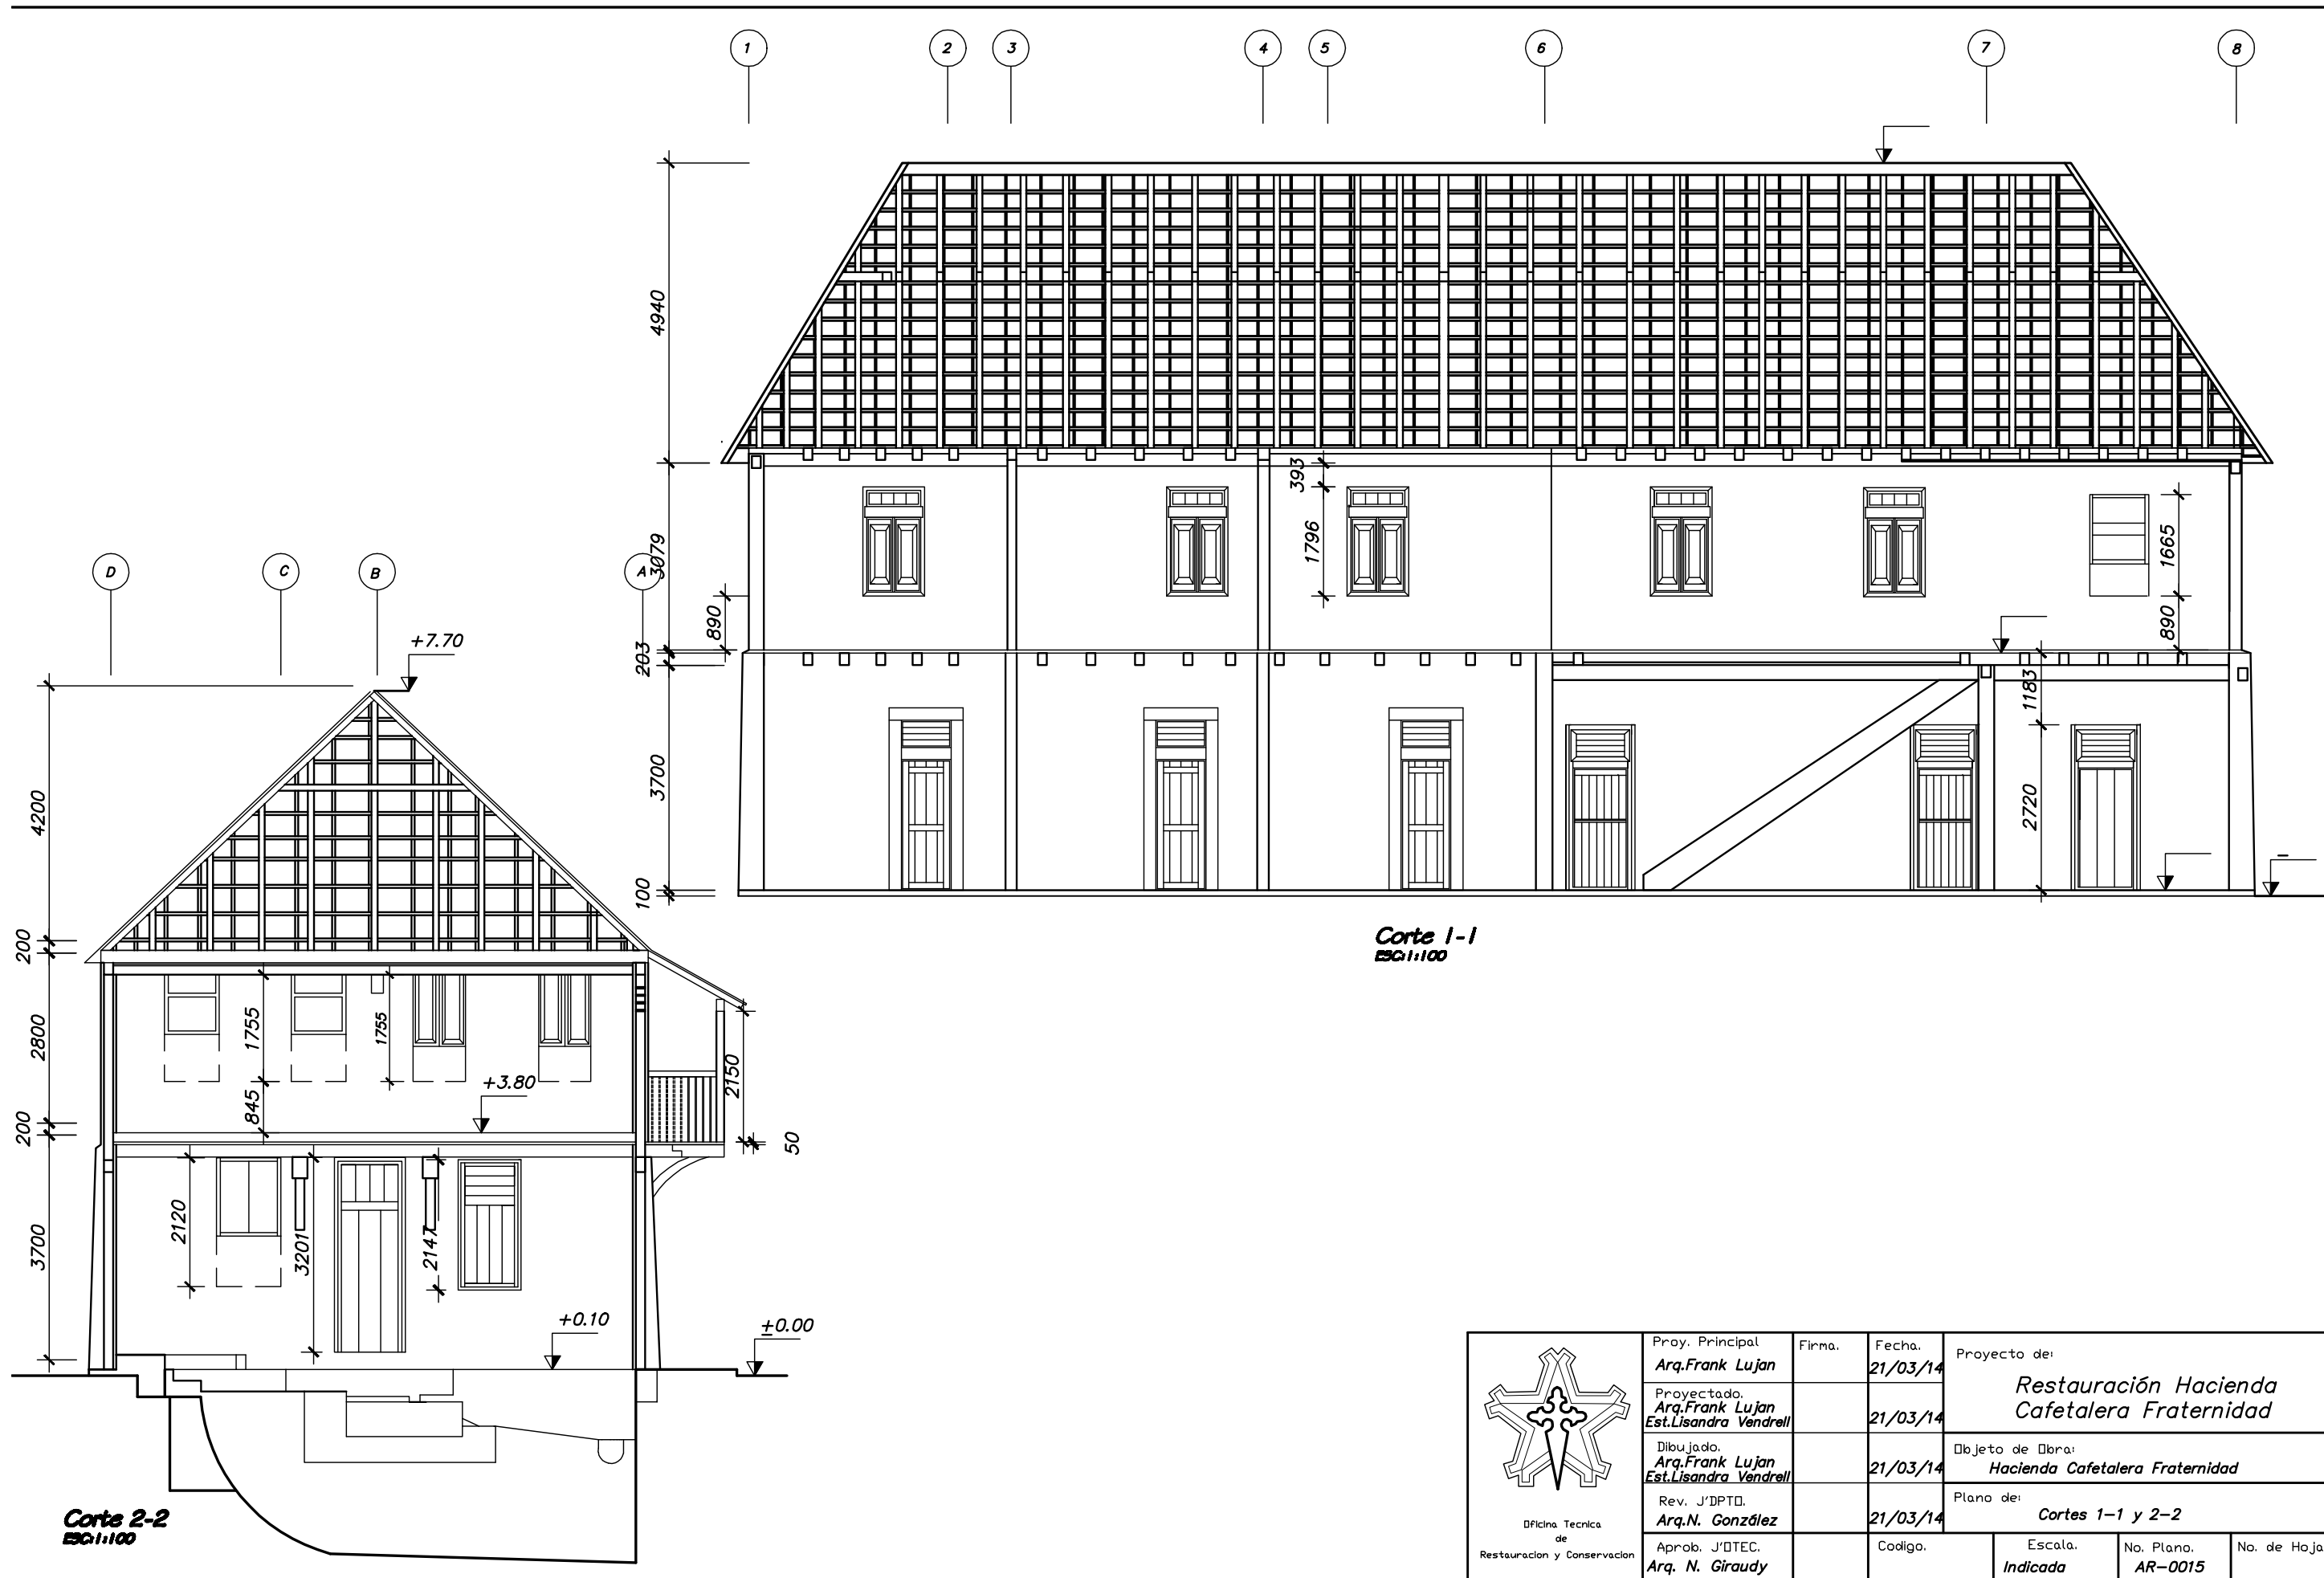 1 2 3 4 5 6 7 8
4940
3079
890
203
3700
100
393
1796
1665
890
1183
2720
–
Corte 1-1
ESC:1:100
D C B A
+7.70
4200
200
2800
200
3700
1755
1755
845
+3.80
2150
50
2120
3201
2147
+0.10
±0.00
Corte 2-2
ESC:1:100
Oficina Tecnica
de
Restauracion y Conservacion
Proy. Principal
Arq.Frank Lujan
Firma.
Fecha.
21/03/14
Proyectado.
Arq.Frank Lujan
Est.Lisandra Vendrell
21/03/14
Dibujado.
Arq.Frank Lujan
Est.Lisandra Vendrell
21/03/14
Rev. J'DPTO.
Arq.N. González
21/03/14
Aprob. J'OTEC.
Arq. N. Giraudy
Codigo.
Proyecto de:
Restauración Hacienda
Cafetalera Fraternidad
Objeto de Obra:
Hacienda Cafetalera Fraternidad
Plano de:
Cortes 1-1 y 2-2
Escala.
Indicada
No. Plano.
AR-0015
No. de Hoja